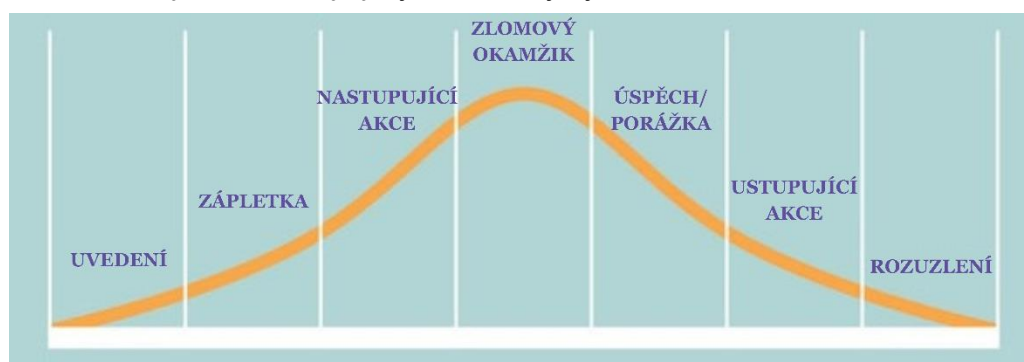 UVEDENÍ
ZÁPLETKA
NASTUPUJÍCÍ
AKCE
ZLOMOVÝ
OKAMŽIK
ÚSPĚCH/
PORÁŽKA
USTUPUJÍCÍ
AKCE
ROZUZLENÍ